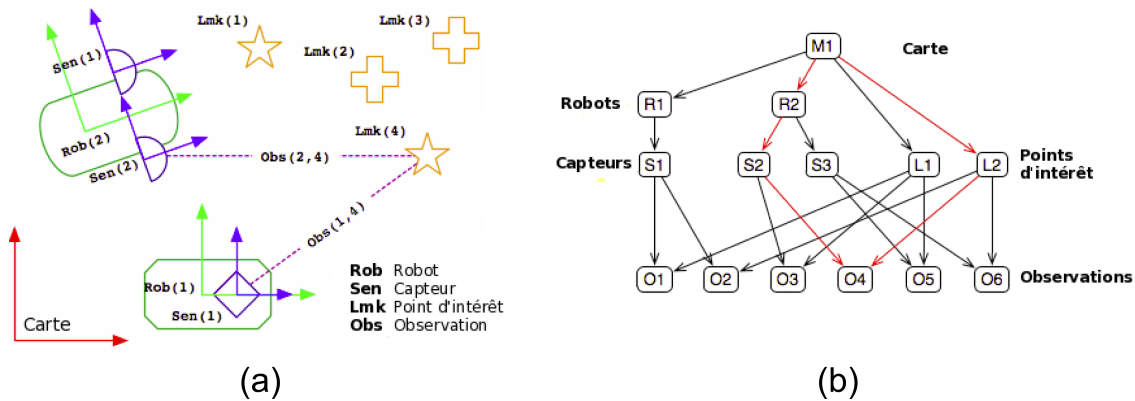 Lmk(1)
Lmk(3)
Sen(1)
Lmk(2)
Rob(2)
Lmk(4)
Sen(2)
Obs(2,4)
Obs(1,4)
Rob(1)
Sen(1)
Carte
Rob Robot
Sen Capteur
Lmk Point d'intérêt
Obs Observation
(a)
M1
Carte
Robots
R1
R2
Capteurs
S1
S2
S3
L1
L2
Points
d'intérêt
O1
O2
O3
O4
O5
O6
Observations
(b)